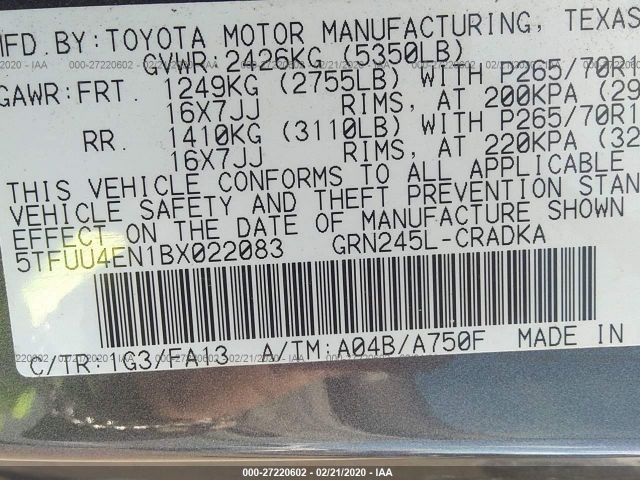 MFD. BY: TOYOTA MOTOR MANUFACTURING, TEXAS
GVWR 2426KG (5350LB)
GAWR: FRT. 1249KG (2755LB) WITH P265/70R1
16X7JJ RIMS, AT 200KPA (29
RR. 1410KG (3110LB) WITH P265/70R1
16X7JJ RIMS, AT 220KPA (32
THIS VEHICLE CONFORMS TO ALL APPLICABLE
VEHICLE SAFETY AND THEFT PREVENTION STAN
EFFECT ON THE DATE OF MANUFACTURE SHOWN
5TFUU4EN1BX022083 GRN245L-CRADKA
C/TR: 1G3/FA13 A/TM: A04B/A750F MADE IN
000-27220602 - 02/21/2020 - IAA